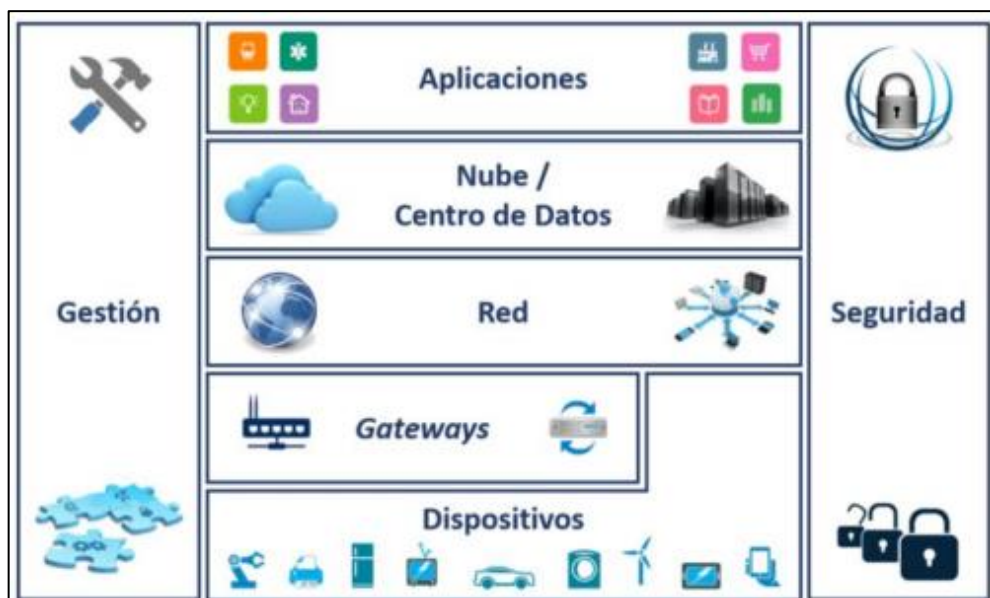 Aplicaciones
Nube /
Centro de Datos
Gestión
Red
Seguridad
Gateways
Dispositivos